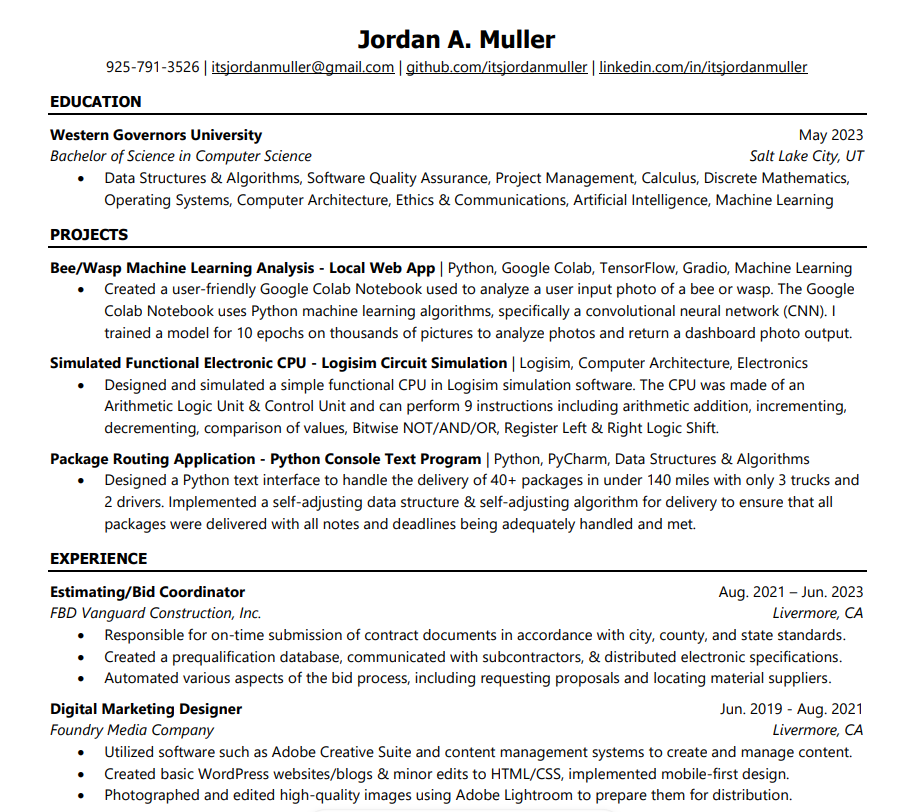 Jordan A. Muller
925-791-3526 | itsjordanmuller@gmail.com | github.com/itsjordanmuller | linkedin.com/in/itsjordanmuller
EDUCATION
Western Governors University May 2023
Bachelor of Science in Computer Science Salt Lake City, UT
• Data Structures & Algorithms, Software Quality Assurance, Project Management, Calculus, Discrete Mathematics,
Operating Systems, Computer Architecture, Ethics & Communications, Artificial Intelligence, Machine Learning
PROJECTS
Bee/Wasp Machine Learning Analysis - Local Web App | Python, Google Colab, TensorFlow, Gradio, Machine Learning
• Created a user-friendly Google Colab Notebook used to analyze a user input photo of a bee or wasp. The Google
Colab Notebook uses Python machine learning algorithms, specifically a convolutional neural network (CNN). I
trained a model for 10 epochs on thousands of pictures to analyze photos and return a dashboard photo output.
Simulated Functional Electronic CPU - Logisim Circuit Simulation | Logisim, Computer Architecture, Electronics
• Designed and simulated a simple functional CPU in Logisim simulation software. The CPU was made of an
Arithmetic Logic Unit & Control Unit and can perform 9 instructions including arithmetic addition, incrementing,
decrementing, comparison of values, Bitwise NOT/AND/OR, Register Left & Right Logic Shift.
Package Routing Application - Python Console Text Program | Python, PyCharm, Data Structures & Algorithms
• Designed a Python text interface to handle the delivery of 40+ packages in under 140 miles with only 3 trucks and
2 drivers. Implemented a self-adjusting data structure & self-adjusting algorithm for delivery to ensure that all
packages were delivered with all notes and deadlines being adequately handled and met.
EXPERIENCE
Estimating/Bid Coordinator Aug. 2021 – Jun. 2023
FBD Vanguard Construction, Inc. Livermore, CA
• Responsible for on-time submission of contract documents in accordance with city, county, and state standards.
• Created a prequalification database, communicated with subcontractors, & distributed electronic specifications.
• Automated various aspects of the bid process, including requesting proposals and locating material suppliers.
Digital Marketing Designer Jun. 2019 - Aug. 2021
Foundry Media Company Livermore, CA
• Utilized software such as Adobe Creative Suite and content management systems to create and manage content.
• Created basic WordPress websites/blogs & minor edits to HTML/CSS, implemented mobile-first design.
• Photographed and edited high-quality images using Adobe Lightroom to prepare them for distribution.